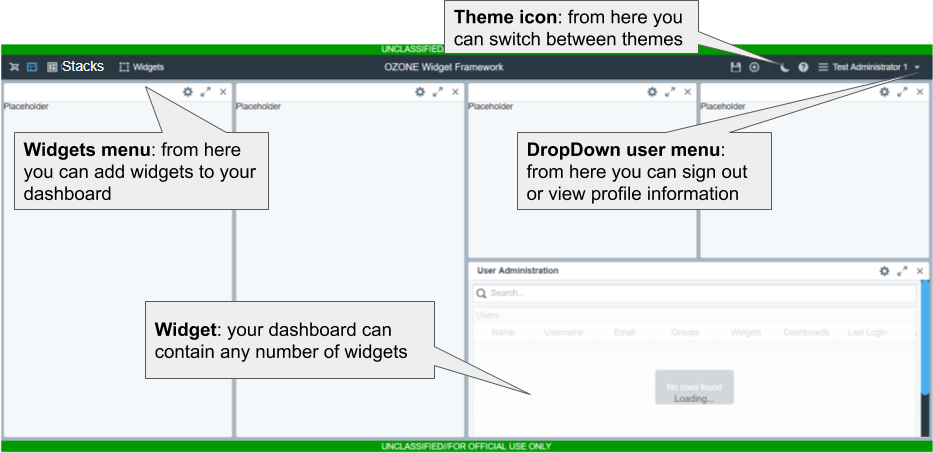 Theme icon: from here you
can switch between themes
UNCLASSIFIED
Stacks
Widgets
OZONE Widget Framework
Test Administrator 1
Placeholder
Placeholder
Placeholder
Placeholder
Widgets menu: from here
you can add widgets to your
dashboard
DropDown user menu:
from here you can sign out
or view profile information
User Administration
Search...
Users
Name Username Email Groups Widgets Dashboards Last Login
Widget: your dashboard can
contain any number of widgets
No rows found
Loading...
UNCLASSIFIED//FOR OFFICIAL USE ONLY